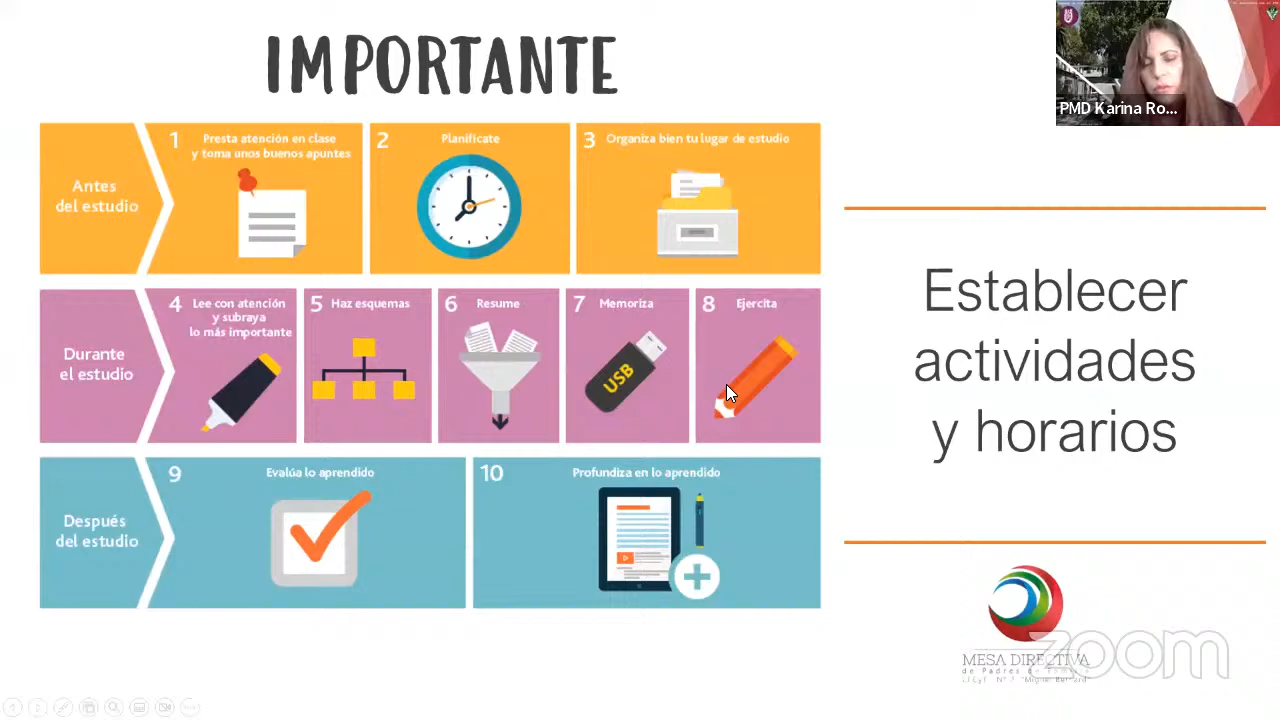 IMPORTANTE
PMD Karina Ro...
Antes
del estudio
1
Presta atención en clase
y toma unos buenos apuntes
2
Planifícate
3
Organiza bien tu lugar de estudio
Durante
el estudio
4
Lee con atención
y subraya
lo más importante
5
Haz esquemas
6
Resume
7
Memoriza
USB
8
Ejercita
Después
del estudio
9
Evalúa lo aprendido
10
Profundiza en lo aprendido
Establecer
actividades
y horarios
MESA DIRECTIVA
de Padres de
zoom